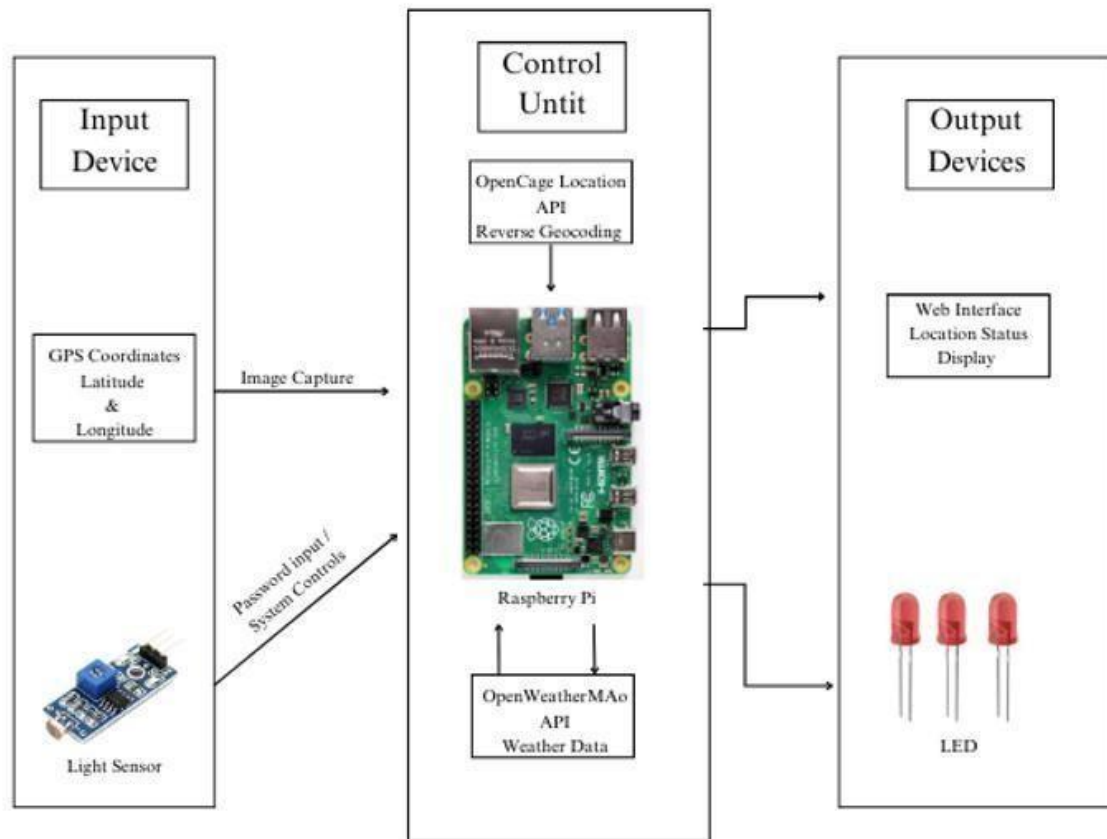 Input
Device
GPS Coordinates
Latitude
&
Longitude
Image Capture
Password input /
System Controls
Light Sensor
Control
Untit
OpenCage Location
API
Reverse Geocoding
Raspberry Pi
OpenWeatherMAo
API
Weather Data
Output
Devices
Web Interface
Location Status
Display
LED